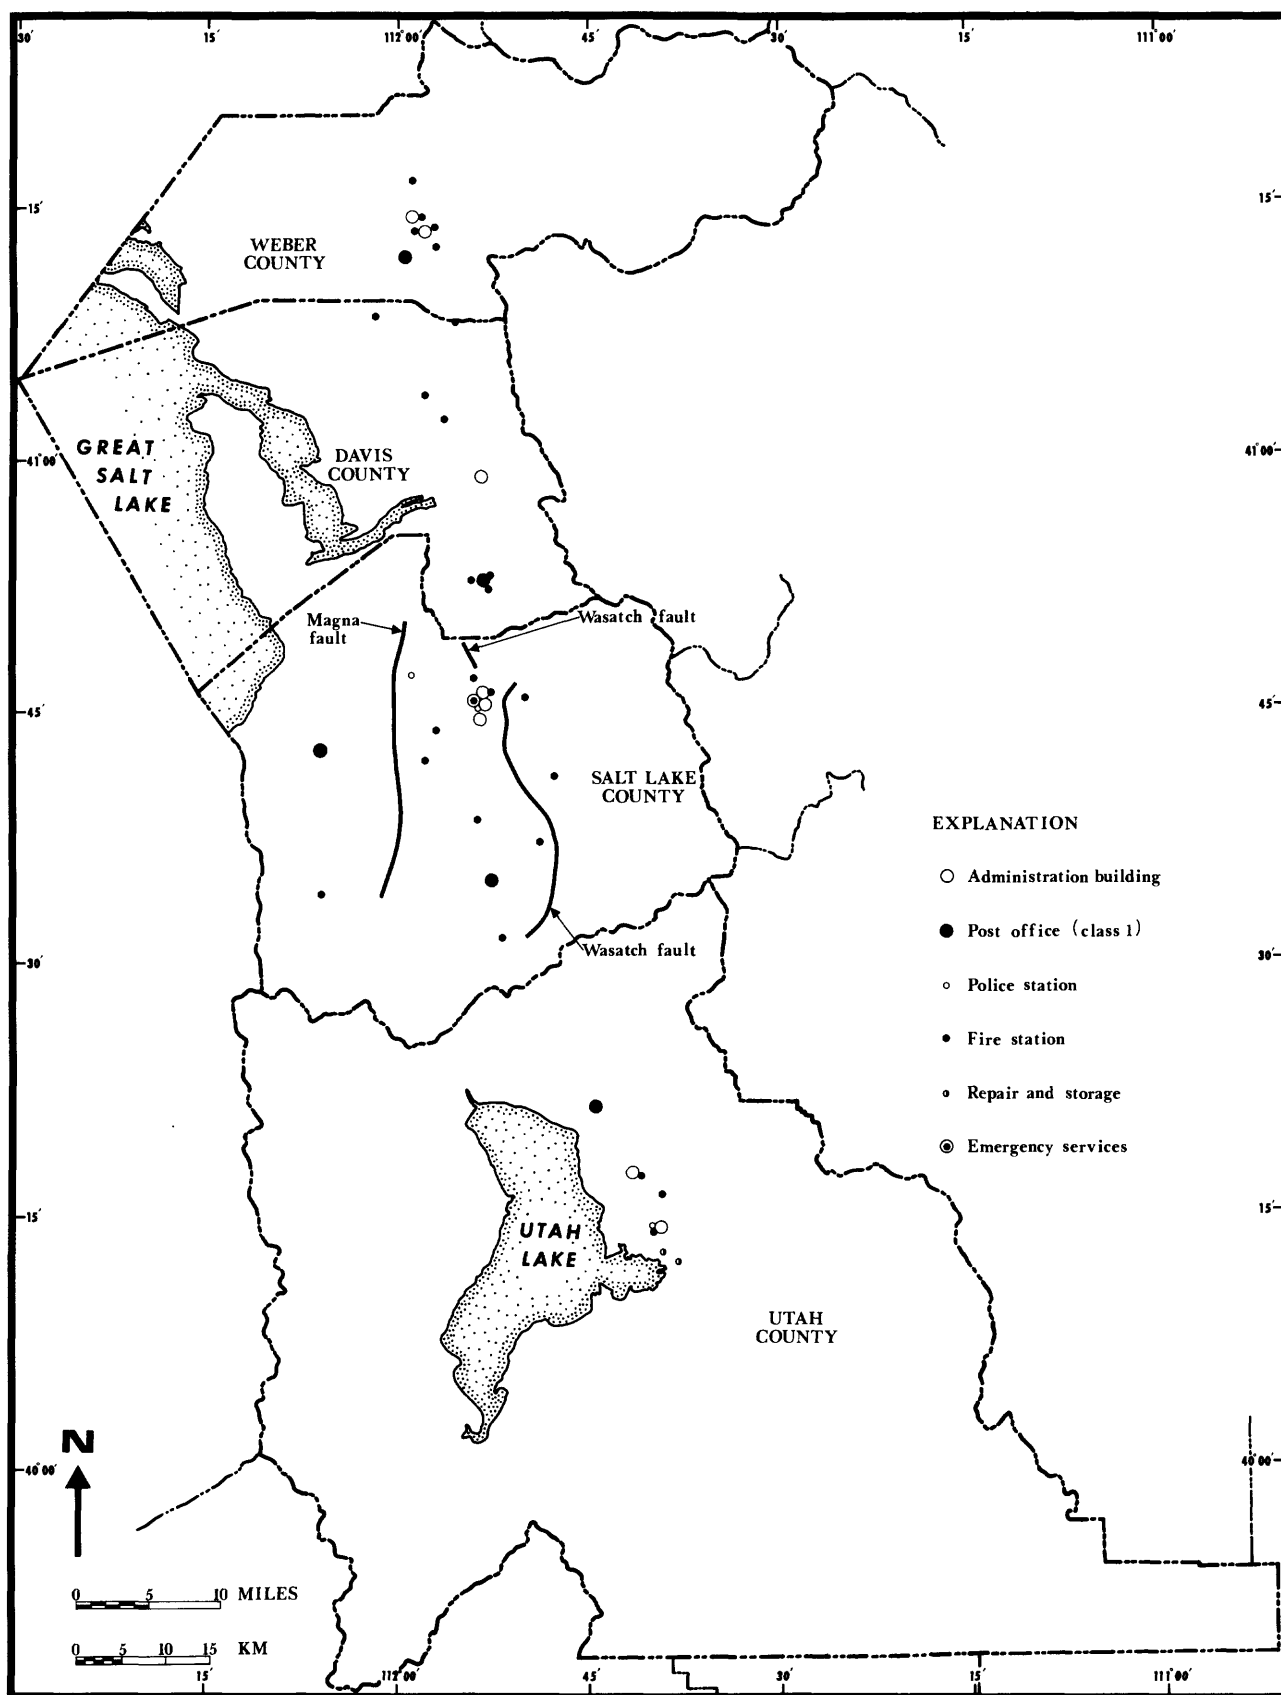 30′ 15′ 112°00′ 45′ 30′ 15′ 111°00′
15′ 15′
WEBER
COUNTY
41°00′ 41°00′
GREAT
SALT
LAKE
DAVIS
COUNTY
Magna
fault
Wasatch fault
45′ 45′
SALT LAKE
COUNTY
EXPLANATION
Administration building
Post office (class 1)
Police station
Fire station
Repair and storage
Emergency services
Wasatch fault
30′ 30′
15′ 15′
UTAH
LAKE
UTAH
COUNTY
N
40°00′ 40°00′
0 5 10 MILES
0 5 10 15 KM
15′ 112°00′ 45′ 30′ 15′ 111°00′